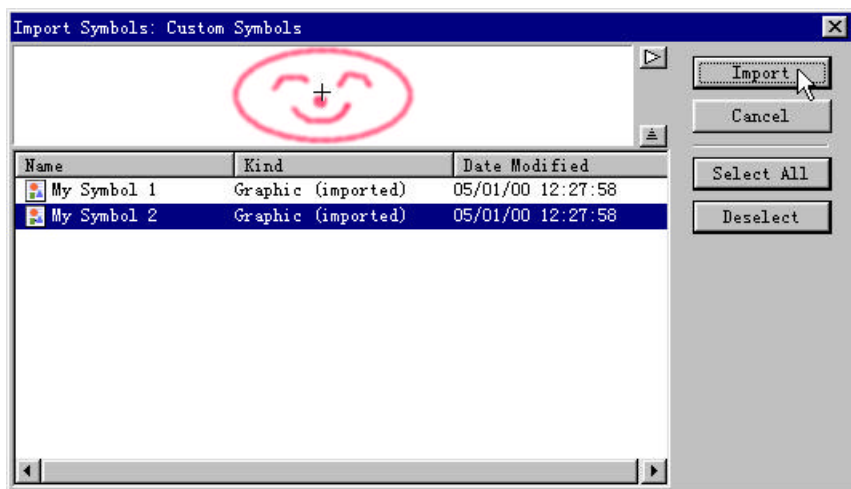 Import Symbols: Custom Symbols
Import
Cancel
Name Kind Date Modified
My Symbol 1 Graphic (imported) 05/01/00 12:27:58
My Symbol 2 Graphic (imported) 05/01/00 12:27:58
Select All
Deselect